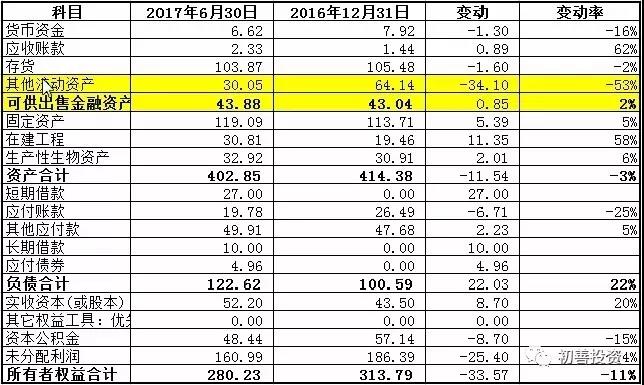 科目 2017年6月30日 2016年12月31日 变动 变动率
货币资金 6.62 7.92 -1.30 -16%
应收账款 2.33 1.44 0.89 62%
存货 103.87 105.48 -1.60 -2%
其他流动资产 30.05 64.14 -34.10 -53%
可供出售金融资产 43.88 43.04 0.85 2%
固定资产 119.09 113.71 5.39 5%
在建工程 30.81 19.46 11.35 58%
生产性生物资产 32.92 30.91 2.01 6%
资产合计 402.85 414.38 -11.54 -3%
短期借款 27.00 0.00 27.00
应付账款 19.78 26.49 -6.71 -25%
其他应付款 49.91 47.68 2.23 5%
长期借款 10.00 0.00 10.00
应付债券 4.96 0.00 4.96
负债合计 122.62 100.59 22.03 22%
实收资本(或股本) 52.20 43.50 8.70 20%
其它权益工具：优 0.00 0.00 0.00
资本公积金 48.44 57.14 -8.70 -15%
未分配利润 160.99 186.39 -25.40 4%
所有者权益合计 280.23 313.79 -33.57 -11%
初善投资